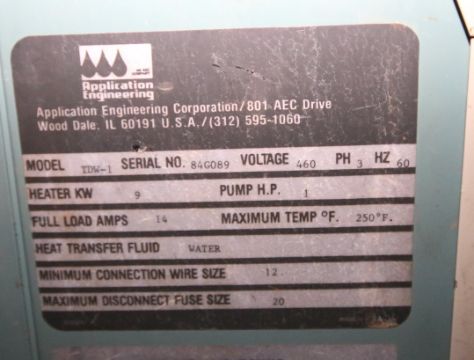 Application
Engineering
Application Engineering Corporation/801 AEC Drive
Wood Dale, IL 60191 U.S.A./(312) 595-1060
MODEL TDW-1 SERIAL NO. 84G089 VOLTAGE 460 PH 3 HZ 60
HEATER KW 9 PUMP H.P. 1
FULL LOAD AMPS 14 MAXIMUM TEMP °F. 250°F.
HEAT TRANSFER FLUID WATER
MINIMUM CONNECTION WIRE SIZE 12
MAXIMUM DISCONNECT FUSE SIZE 20